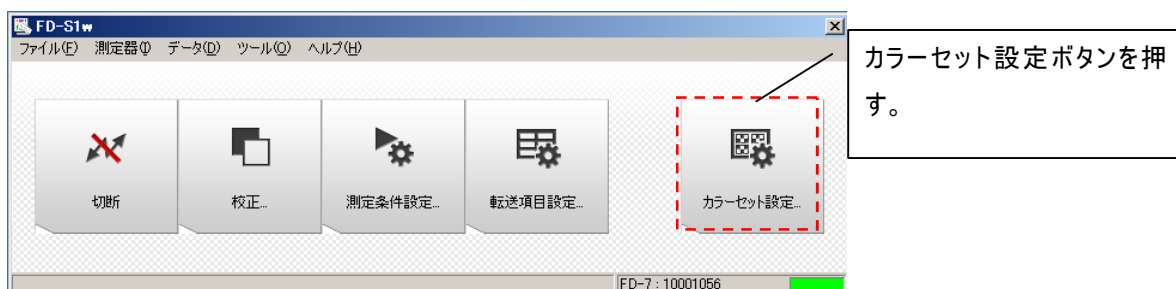 FD-S1w
ファイル(F) 測定器(I) データ(D) ツール(O) ヘルプ(H)
カラーセット設定ボタンを押
す。
切断
校正...
測定条件設定...
転送項目設定...
カラーセット設定...
FD-7 : 10001056